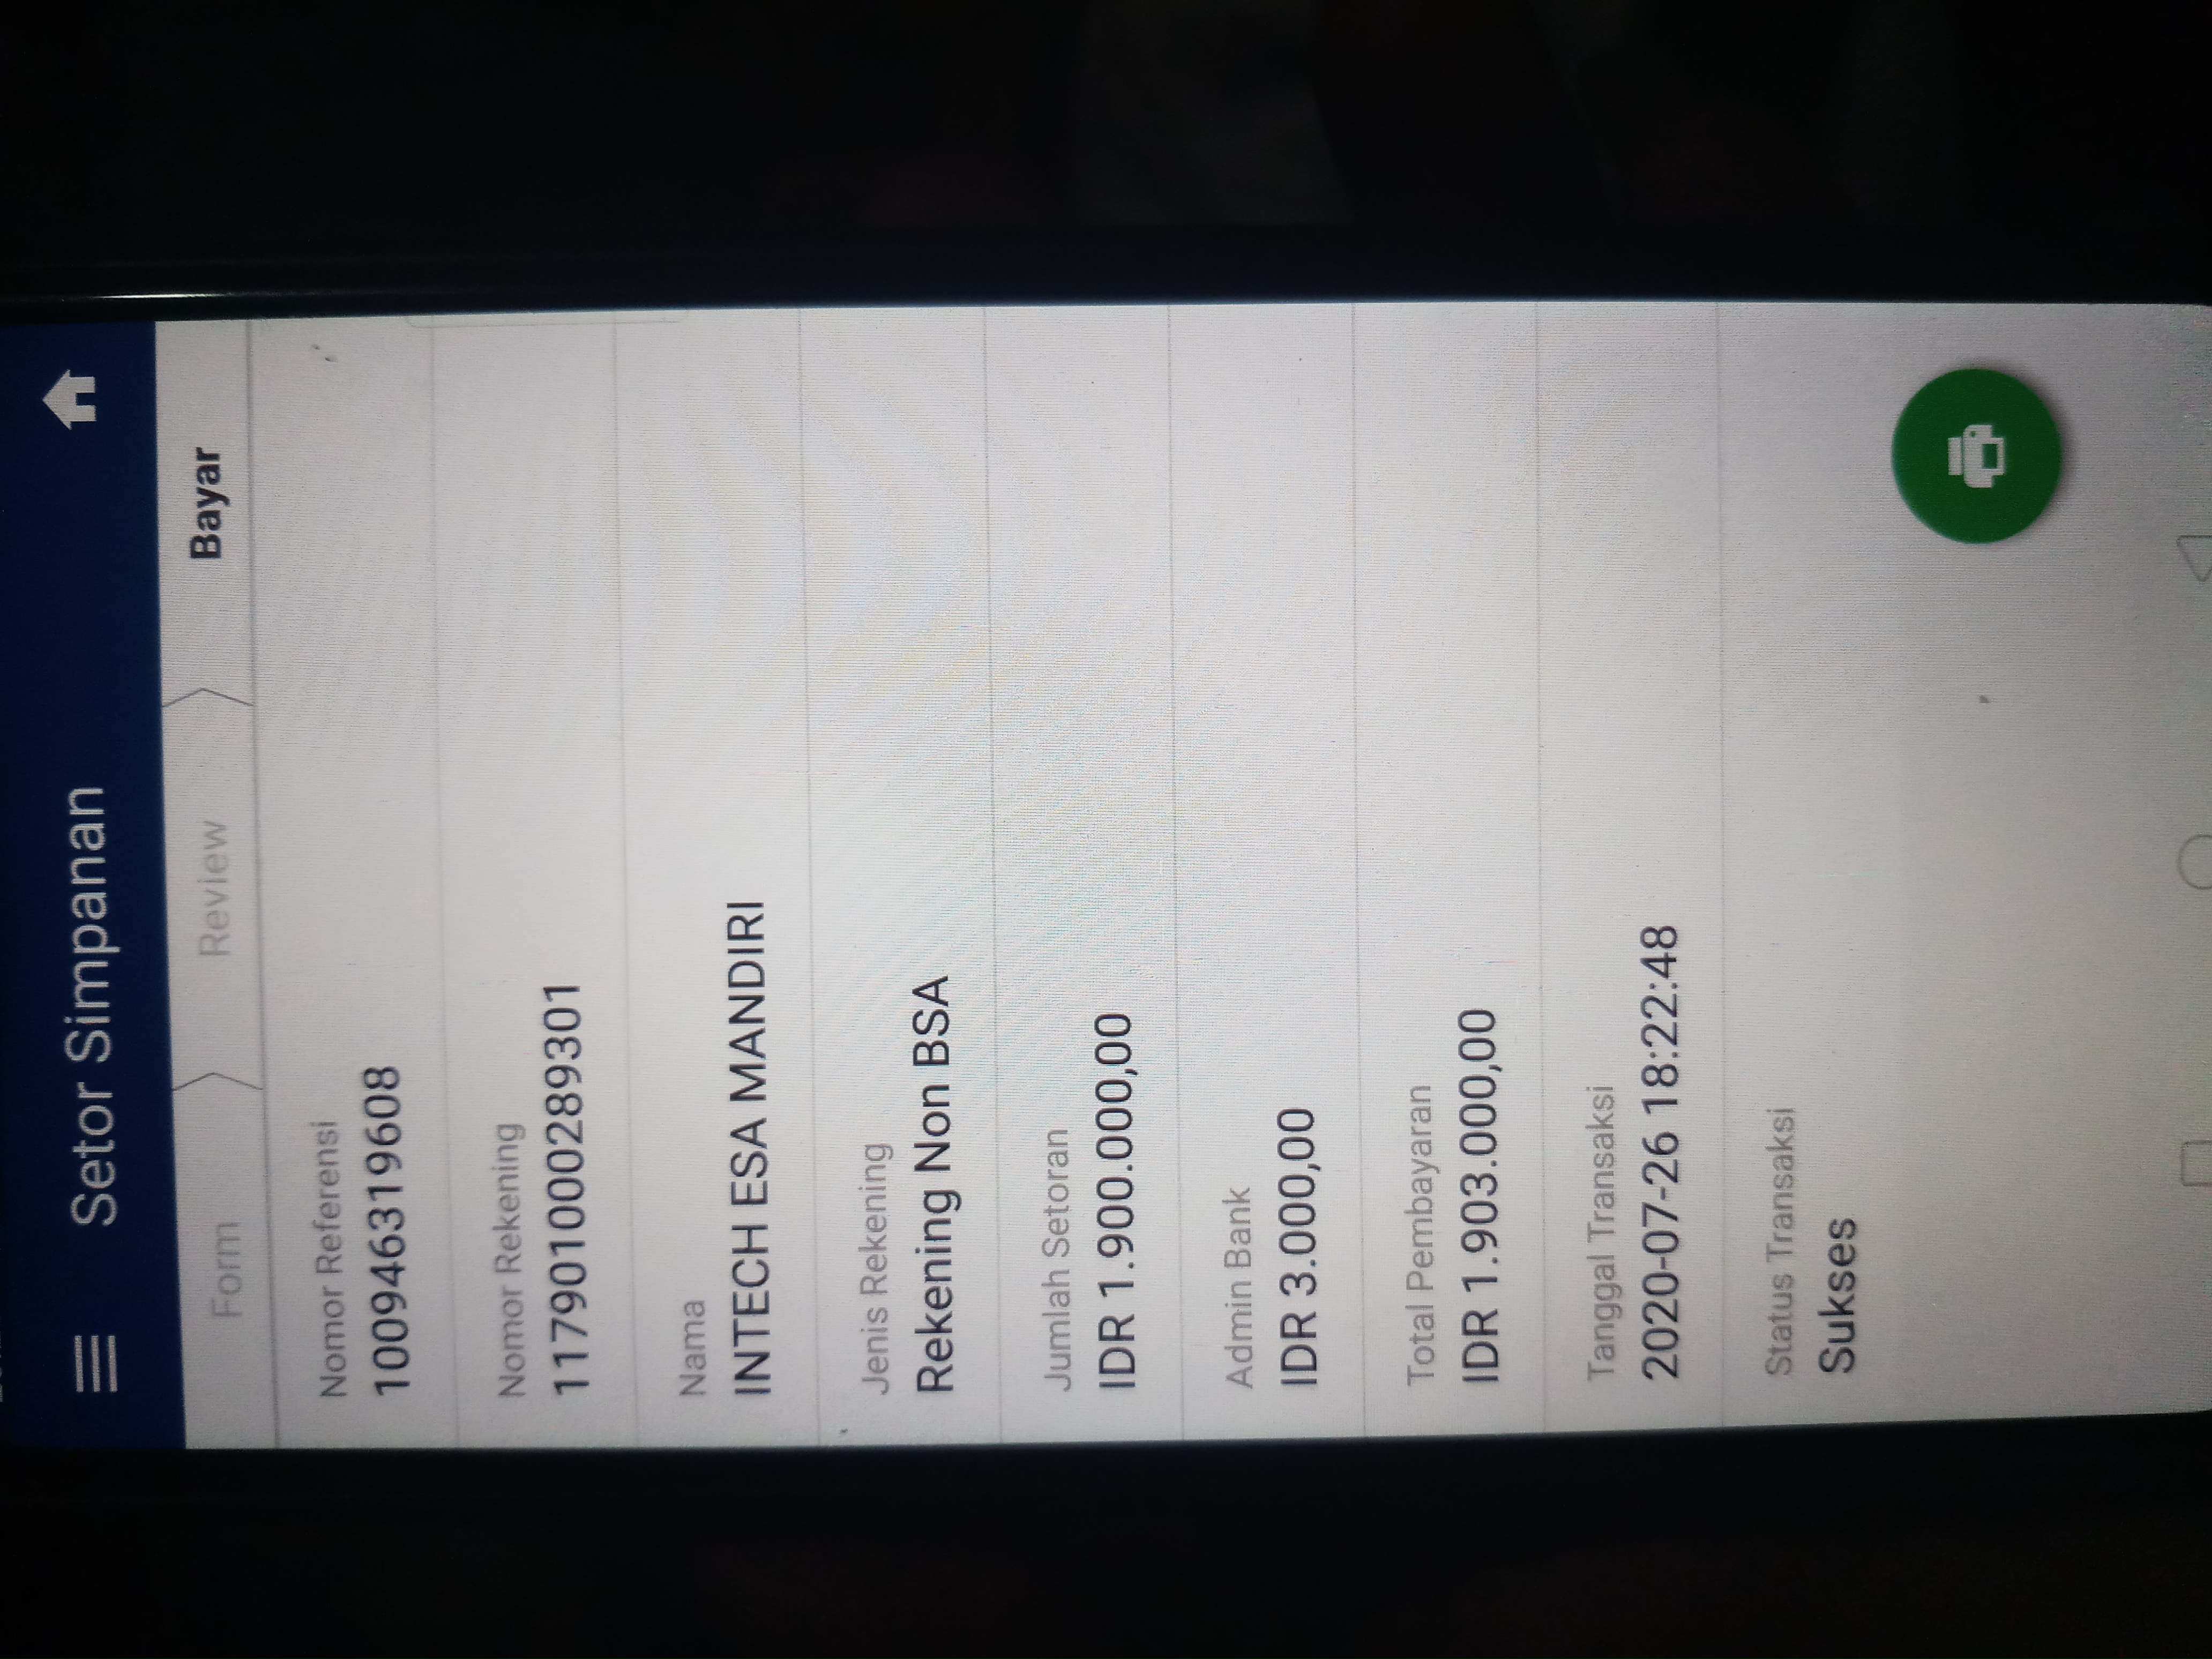 Setor Simpanan
Form
Review
Bayar
Nomor Referensi
100946319608
Nomor Rekening
117901000289301
Nama
INTECH ESA MANDIRI
Jenis Rekening
Rekening Non BSA
Jumlah Setoran
IDR 1.900.000,00
Admin Bank
IDR 3.000,00
Total Pembayaran
IDR 1.903.000,00
Tanggal Transaksi
2020-07-26 18:22:48
Status Transaksi
Sukses